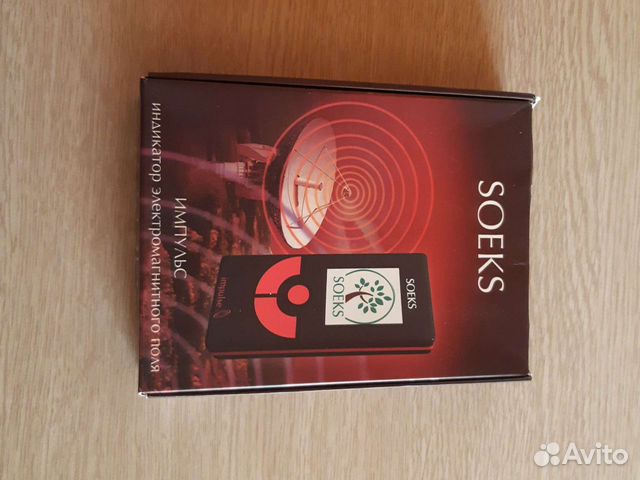 SOEKS
SOEKS
SOEKS
impulse
ИМПУЛЬС
индикатор электромагнитного поля
Avito